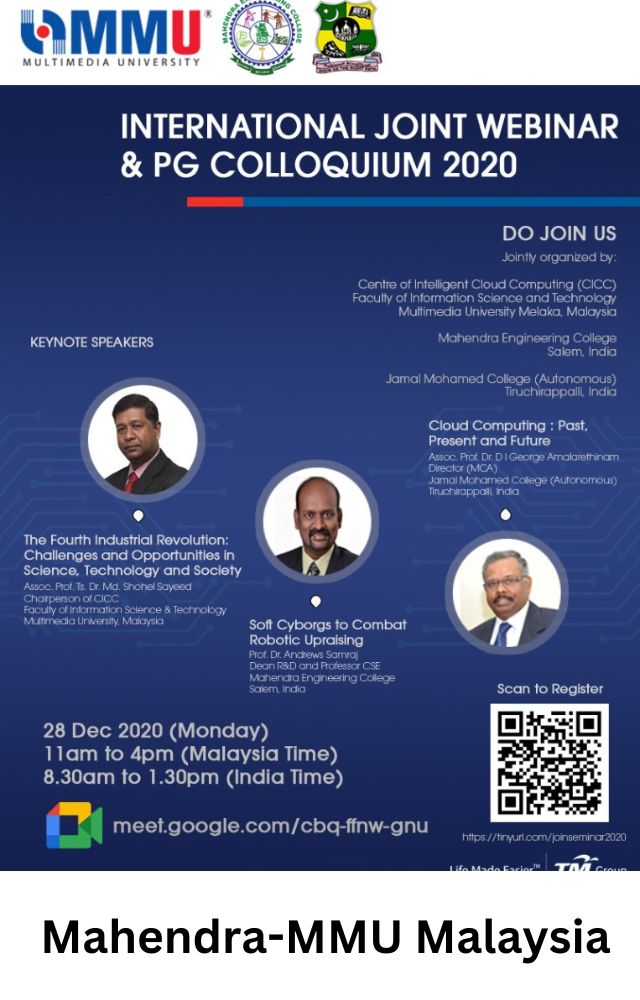 MMU
MULTIMEDIA UNIVERSITY
INTERNATIONAL JOINT WEBINAR
& PG COLLOQUIUM 2020
DO JOIN US
Jointly organized by:
Centre of Intelligent Cloud Computing (CICC)
Faculty of Information Science and Technology
Multimedia University Melaka, Malaysia
Mahendra Engineering College
Salem, India
Jamal Mohamed College (Autonomous)
Tiruchirappalli, India
KEYNOTE SPEAKERS
The Fourth Industrial Revolution:
Challenges and Opportunities in
Science, Technology and Society
Assoc. Prof. Ts. Dr. Md. Shohel Sayeed
Chairperson of CICC
Faculty of Information Science & Technology
Multimedia University, Malaysia
Soft Cyborgs to Combat
Robotic Upraising
Prof. Dr. Andrews Samraj
Dean R&D and Professor CSE
Mahendra Engineering College
Salem, India
Cloud Computing : Past,
Present and Future
Assoc. Prof. Dr. D I George Amalarethinam
Director (MCA)
Jamal Mohamed College (Autonomous)
Tiruchirappalli, India
28 Dec 2020 (Monday)
11am to 4pm (Malaysia Time)
8.30am to 1.30pm (India Time)
meet.google.com/cbq-ffnw-gnu
Scan to Register
https://tinyurl.com/joinseminar2020
Life Made Easier™ TM Group
Mahendra-MMU Malaysia